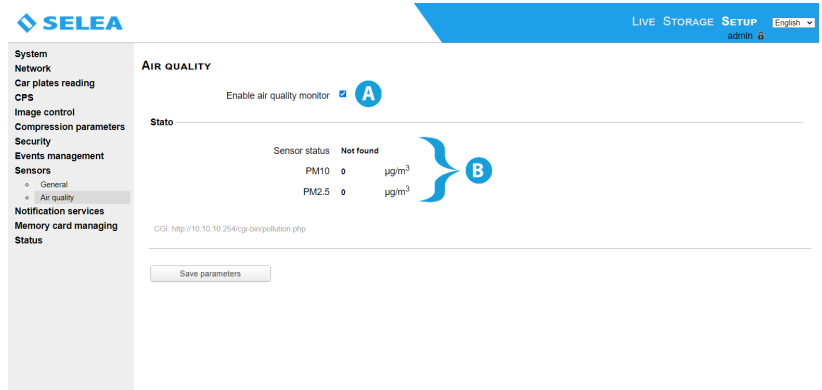 SELEA
LIVE STORAGE SETUP English
admin
System
Network
Car plates reading
CPS
Image control
Compression parameters
Security
Events management
Sensors
General
Air quality
Notification services
Memory card managing
Status
AIR QUALITY
Enable air quality monitor A
Stato
Sensor status Not found
PM10 0 µg/m³
PM2.5 0 µg/m³
B
CGI: http://10.10.10.254/cgi-bin/pollution.php
Save parameters